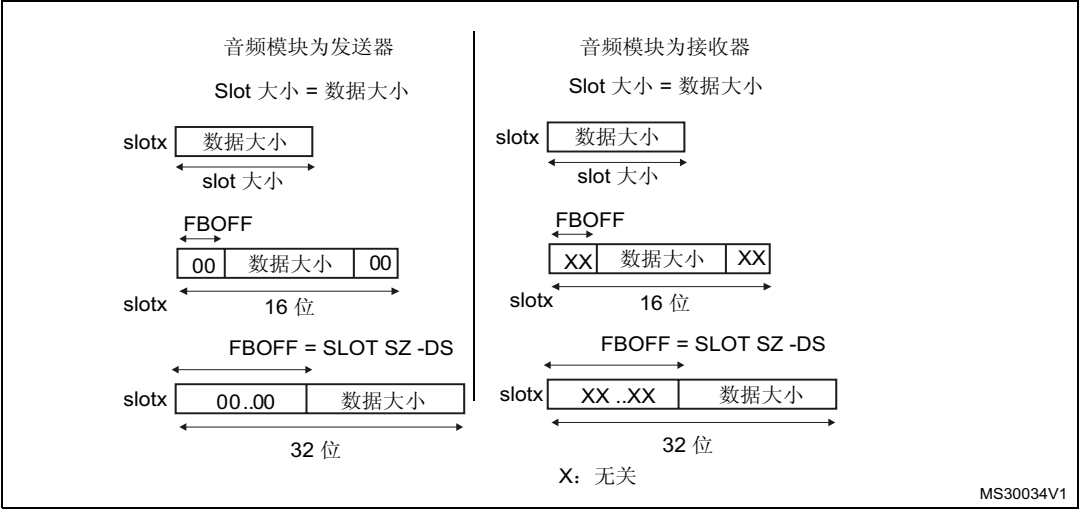 音频模块为发送器
Slot 大小 = 数据大小
slotx 数据大小
slot 大小
FBOFF
00 数据大小 00
slotx 16 位
FBOFF = SLOT SZ -DS
slotx 00..00 数据大小
32 位
音频模块为接收器
Slot 大小 = 数据大小
slotx 数据大小
slot 大小
FBOFF
XX 数据大小 XX
slotx 16 位
FBOFF = SLOT SZ -DS
slotx XX ..XX 数据大小
32 位
X：无关
MS30034V1